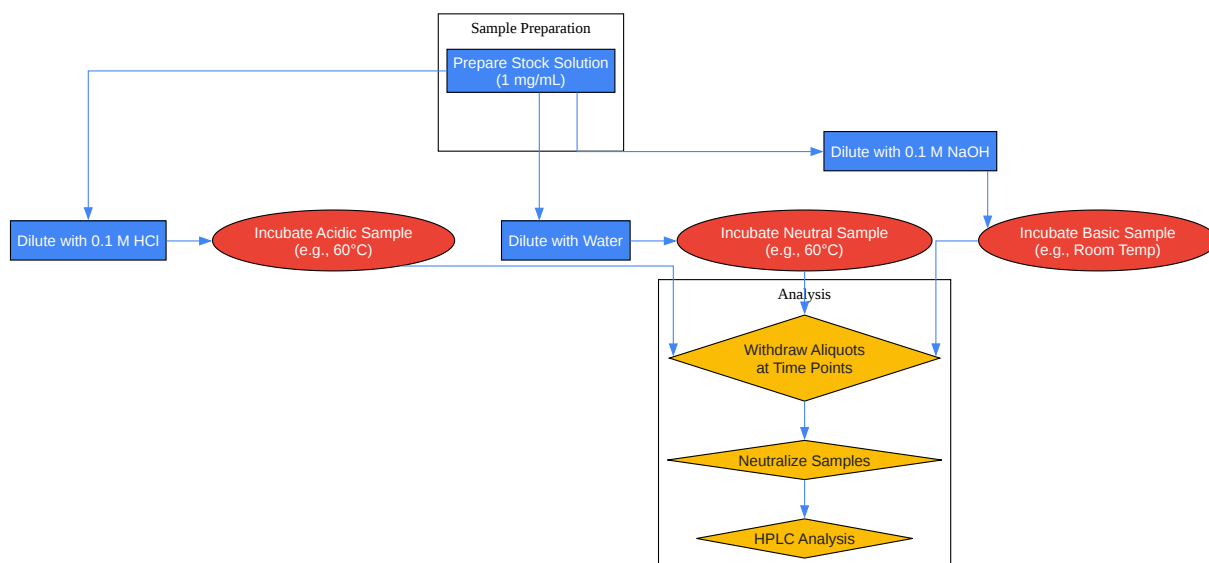 Sample Preparation
Prepare Stock Solution
(1 mg/mL)
Dilute with 0.1 M NaOH
Dilute with 0.1 M HCl
Incubate Acidic Sample
(e.g., 60°C)
Dilute with Water
Incubate Neutral Sample
(e.g., 60°C)
Incubate Basic Sample
(e.g., Room Temp)
Analysis
Withdraw Aliquots
at Time Points
Neutralize Samples
HPLC Analysis